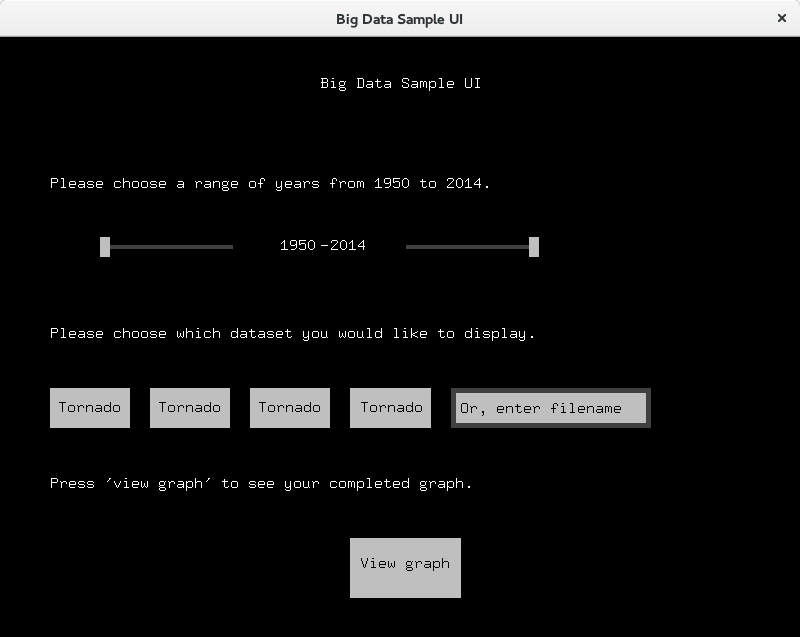 Big Data Sample UI
Big Data Sample UI
Please choose a range of years from 1950 to 2014.
1950 -2014
Please choose which dataset you would like to display.
Tornado Tornado Tornado Tornado Or, enter filename
Press 'view graph' to see your completed graph.
View graph